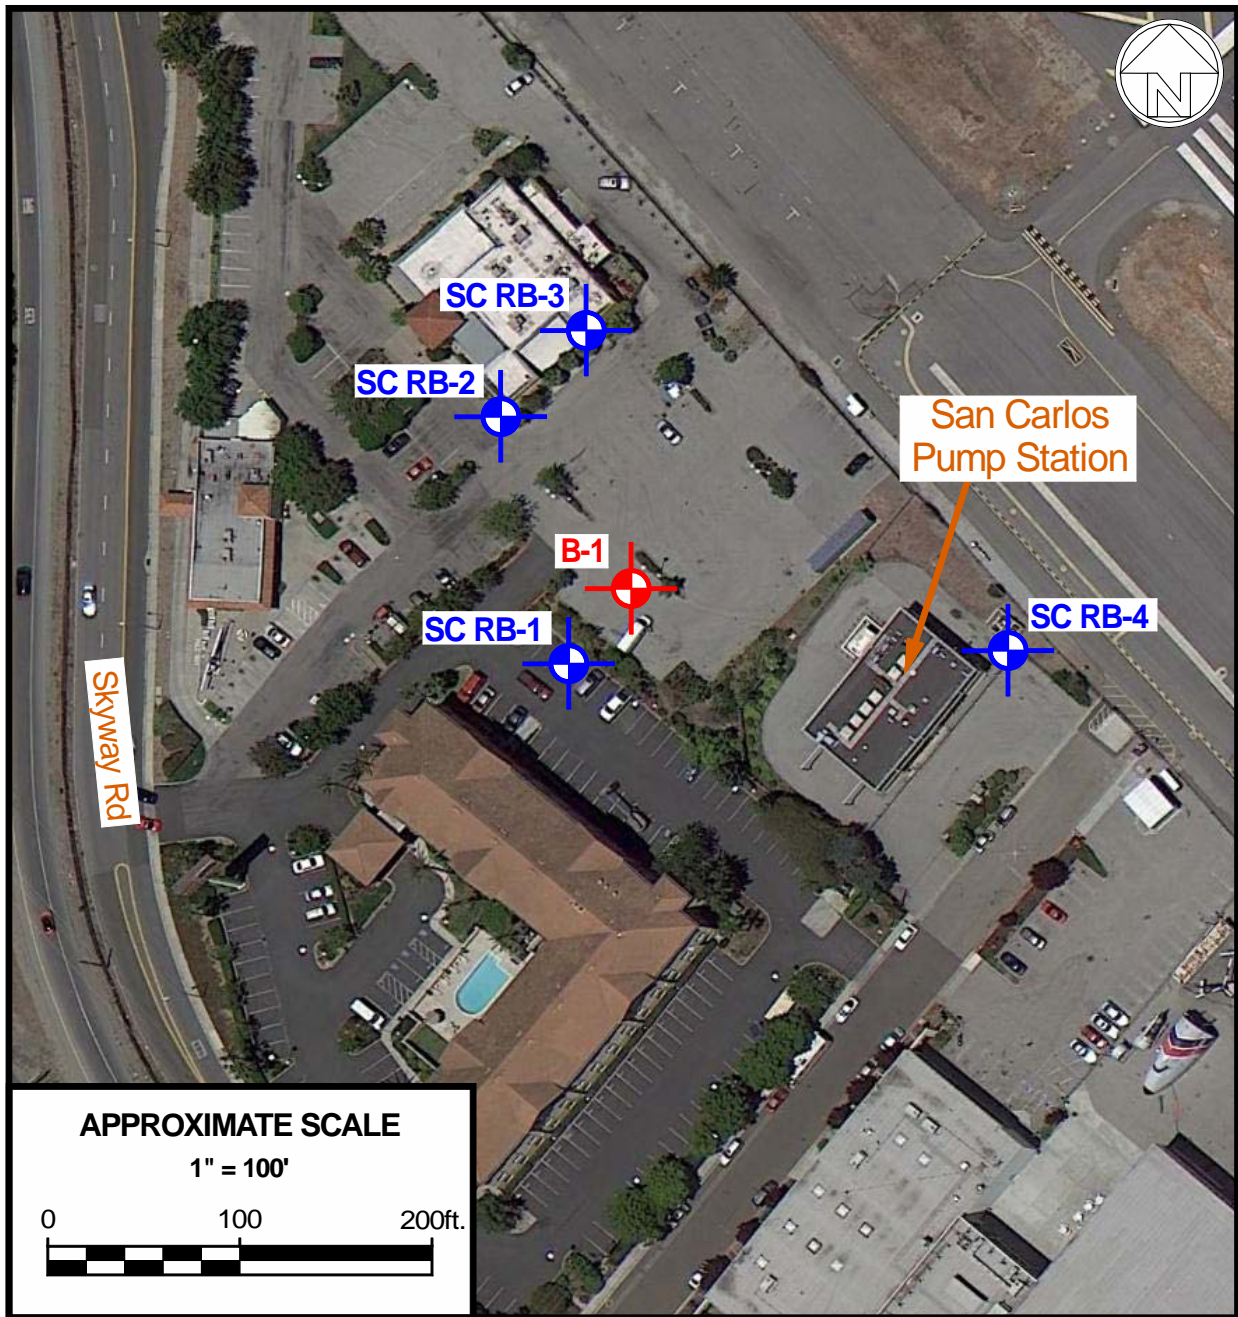 N
SC RB-3
SC RB-2
San Carlos
Pump Station
B-1
SC RB-1
SC RB-4
Skyway Rd
APPROXIMATE SCALE
1" = 100'
0 100 200ft.